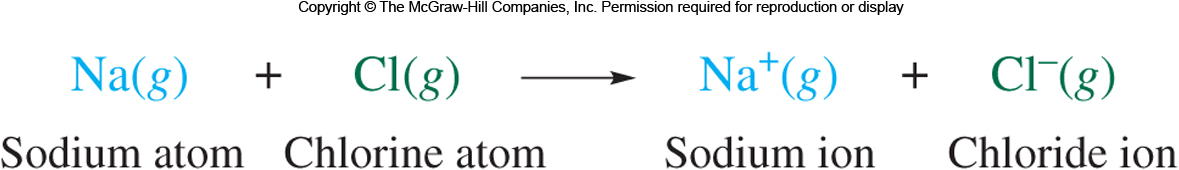 Copyright © The McGraw-Hill Companies, Inc. Permission required for reproduction or display
Na(g) + Cl(g) ⟶ Na⁺(g) + Cl⁻(g)
Sodium atom Chlorine atom Sodium ion Chloride ion